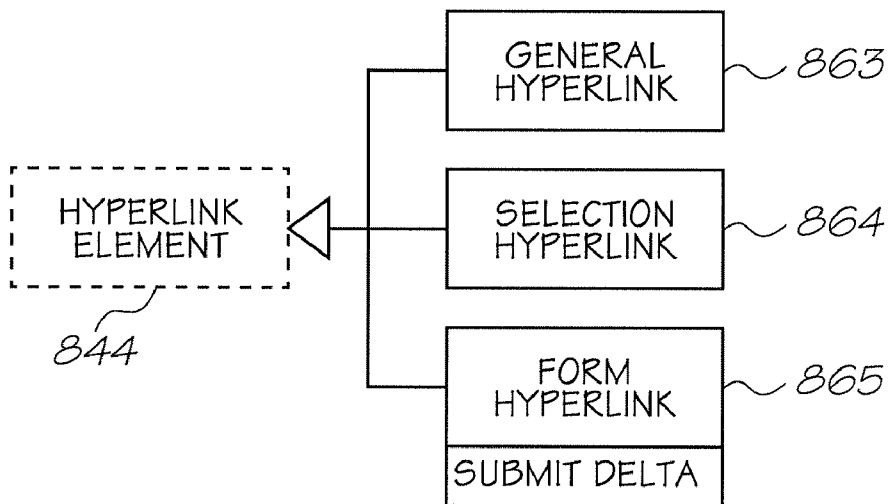 GENERAL
HYPERLINK
863
HYPERLINK
ELEMENT
844
SELECTION
HYPERLINK
864
FORM
HYPERLINK
865
SUBMIT DELTA